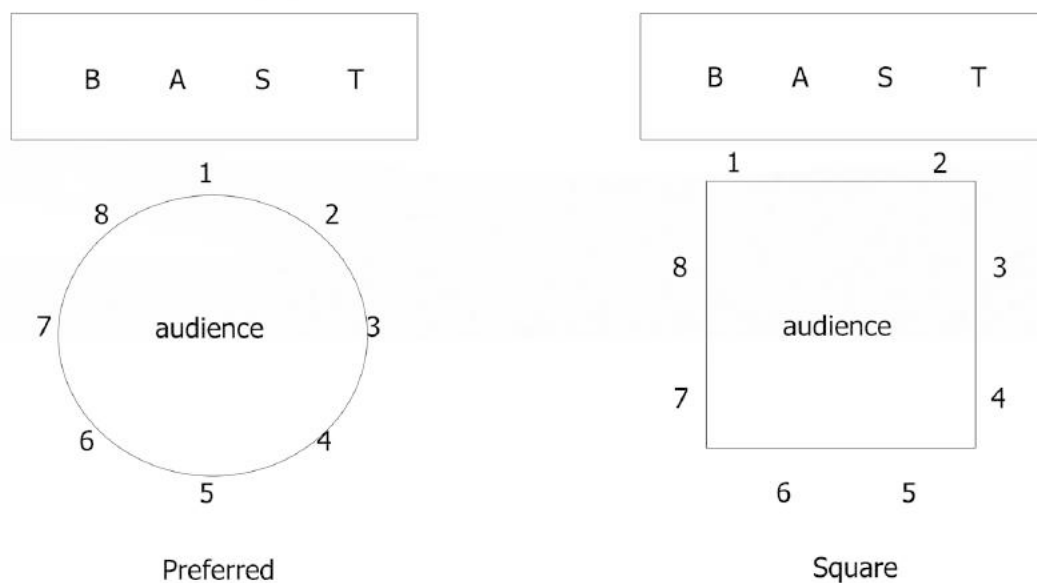 B A S T
B A S T
1
1 2
8 2
8 3
7 audience 3
audience
6 4
7 4
5
6 5
Preferred
Square